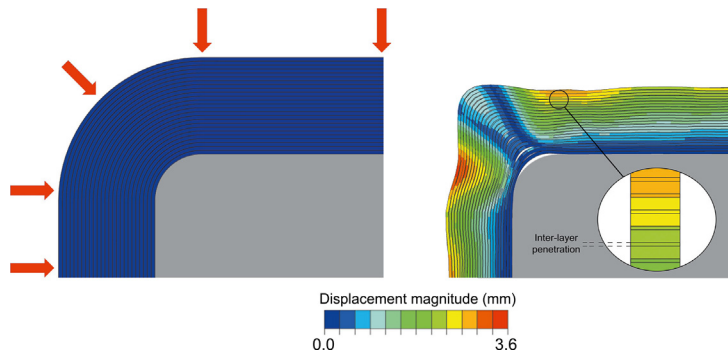 Inter-layer
penetration
Displacement magnitude (mm)
0.0
3.6